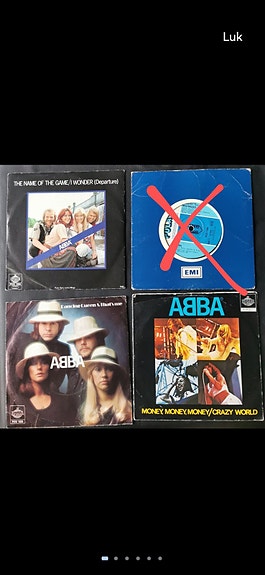 Luk
THE NAME OF THE GAME/I WONDER (Departure)
ABBA
EMI
Dancing Queen & That's me
ABBA
ABBA
MONEY, MONEY, MONEY/CRAZY WORLD